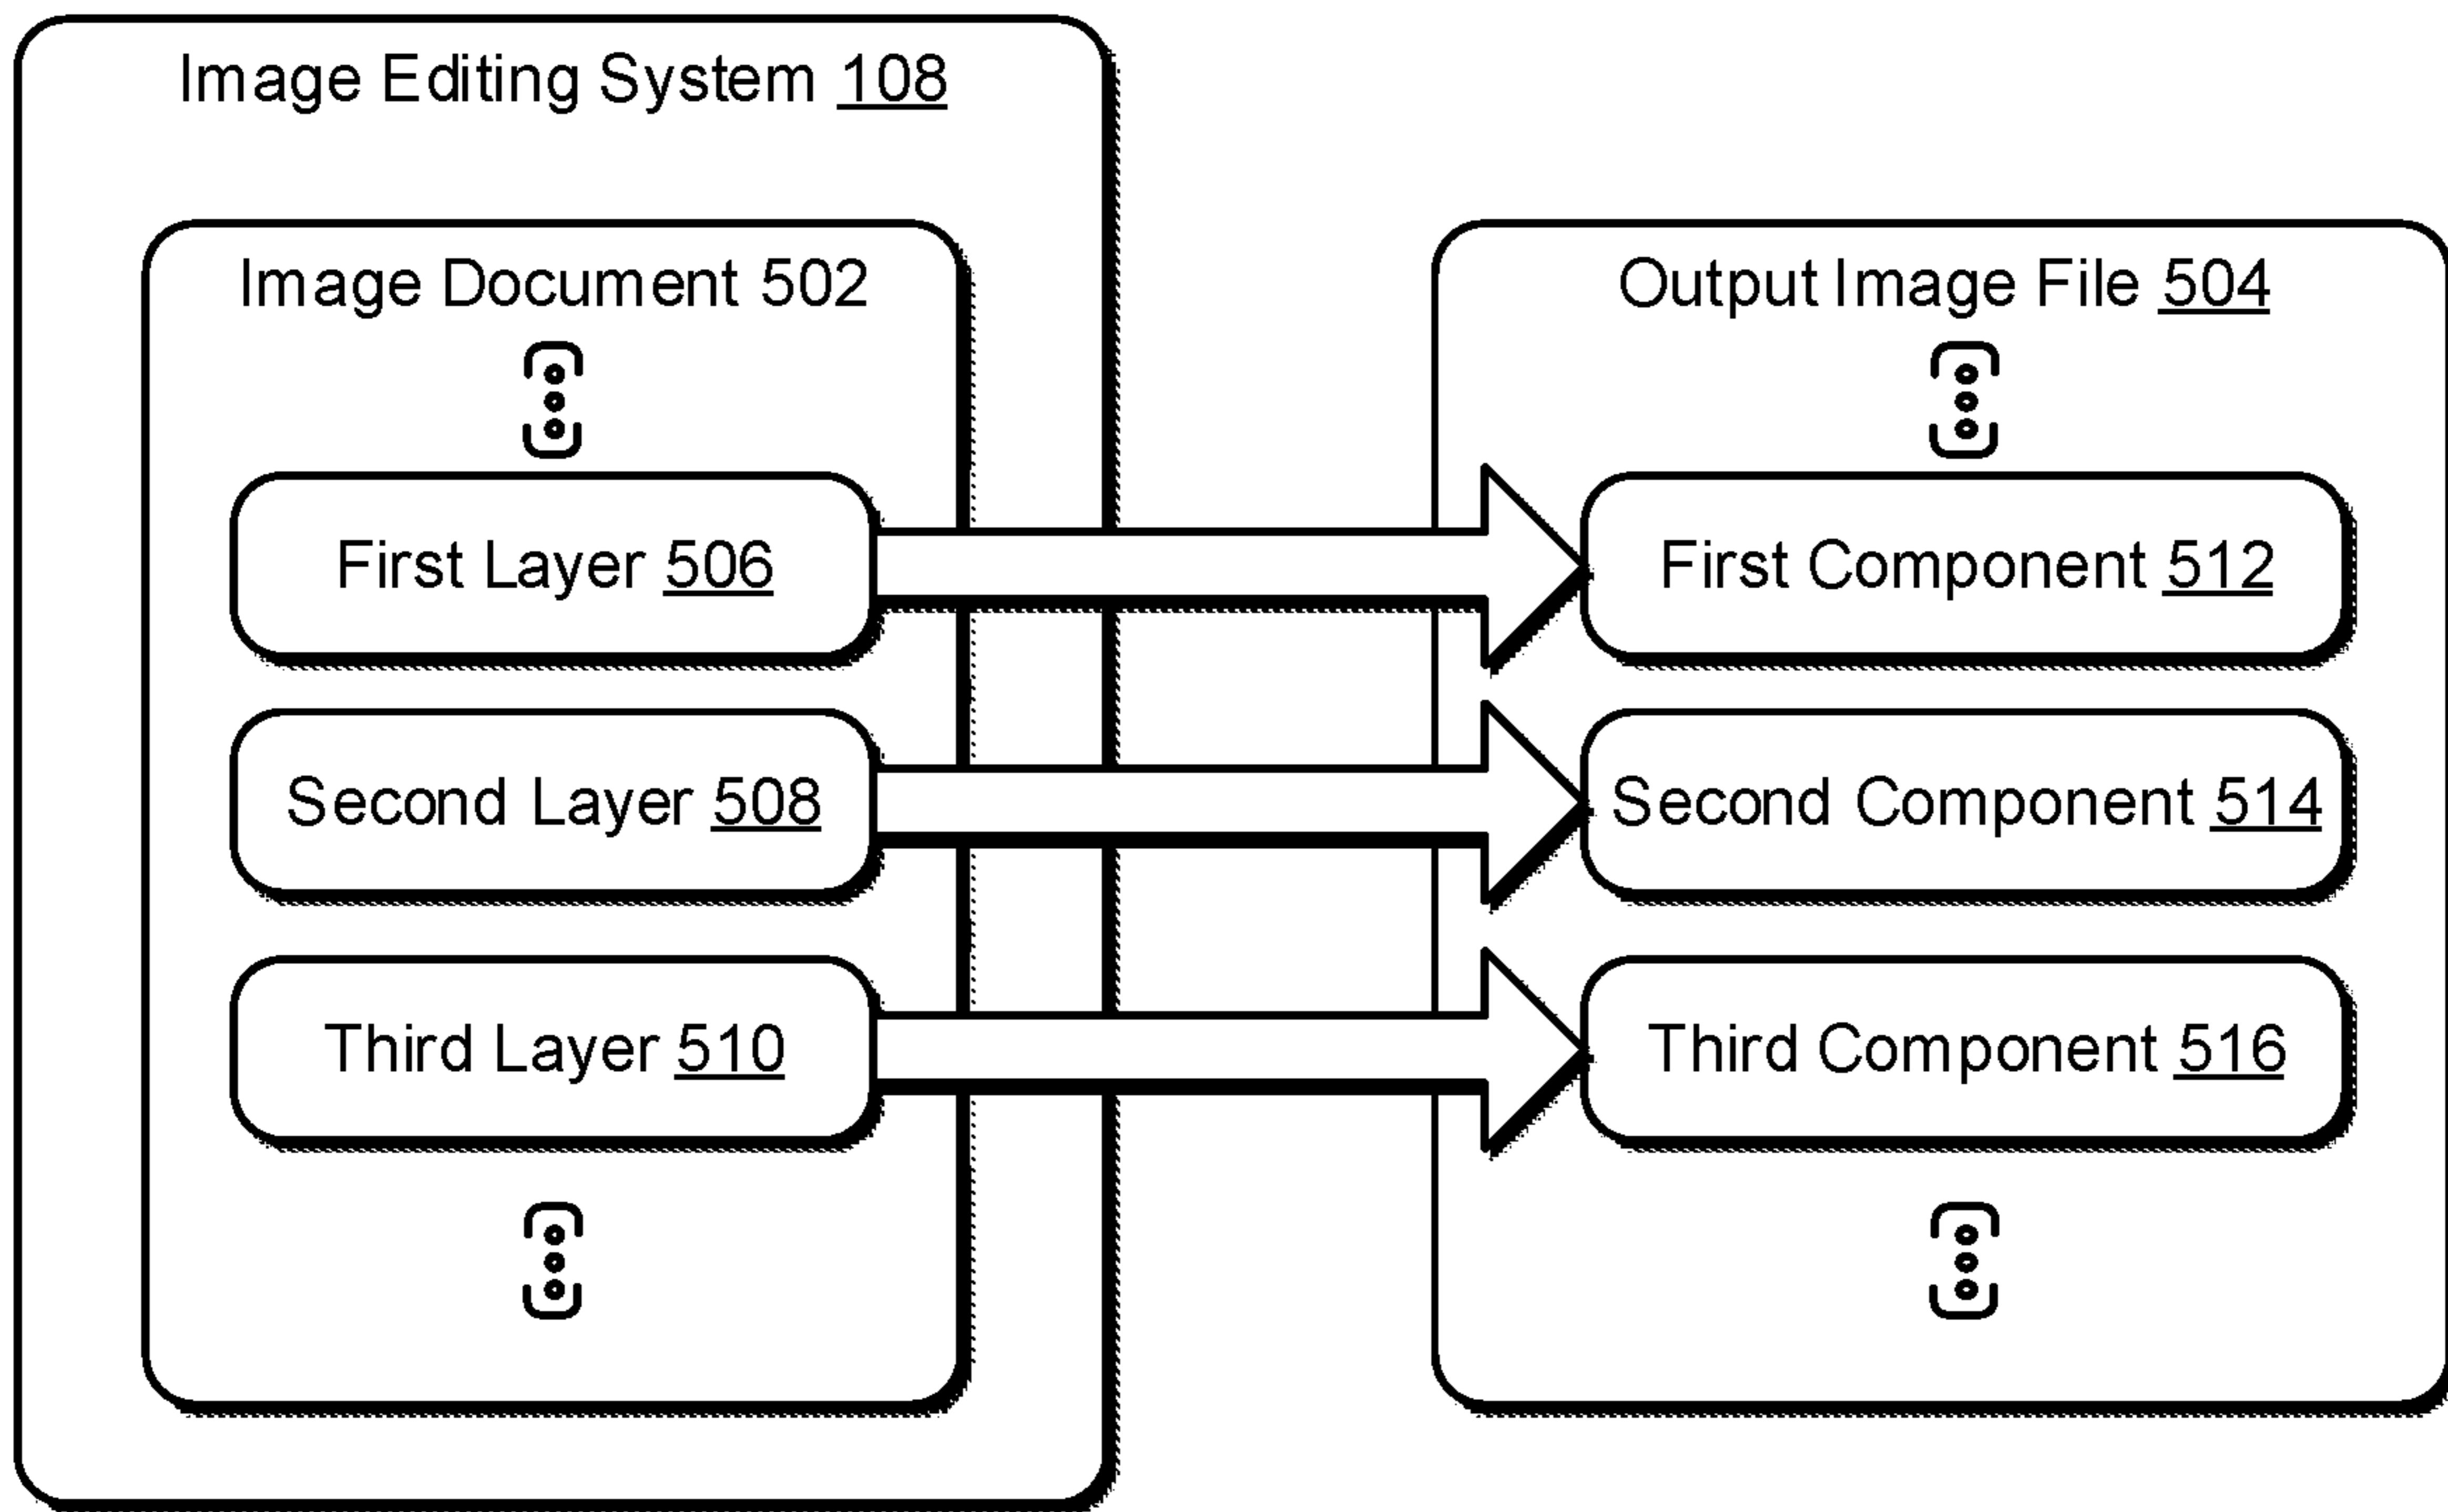 Image Editing System 108
Image Document 502
Output Image File 504
First Layer 506
First Component 512
Second Layer 508
Second Component 514
Third Layer 510
Third Component 516